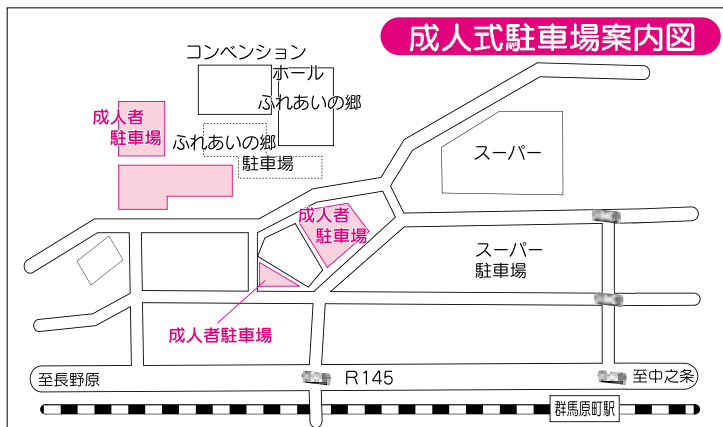 成人式駐車場案内図
コンベンション
ホール
ふれあいの郷
成人者
駐車場
ふれあいの郷
駐車場
スーパー
成人者
駐車場
スーパー
駐車場
成人者駐車場
至長野原
R145
至中之条
群馬原町駅